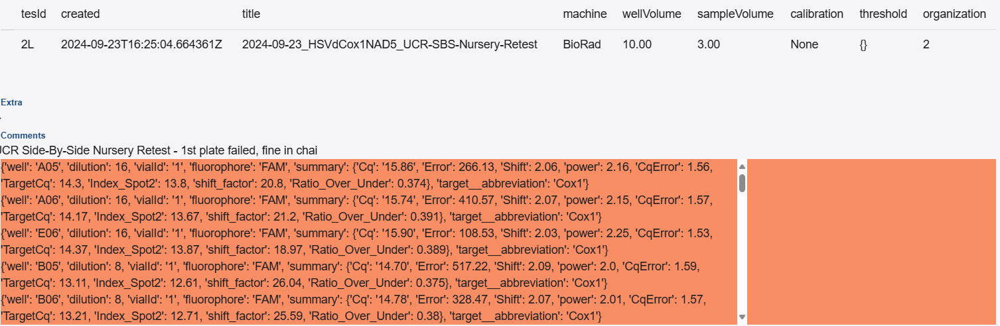 tesId created title machine wellVolume sampleVolume calibration threshold organization
2L 2024-09-23T16:25:04.664361Z 2024-09-23_HSVdCox1NAD5_UCR-SBS-Nursery-Retest BioRad 10.00 3.00 None {} 2
Extra
Comments
UCR Side-By-Side Nursery Retest - 1st plate failed, fine in chai
{'well': 'A05', 'dilution': 16, 'vialId': '1', 'fluorophore': 'FAM', 'summary': {'Cq': '15.86', 'Error': 266.13, 'Shift': 2.06, 'power': 2.16, 'CqError': 1.56,
'TargetCq': 14.3, 'Index_Spot2': 13.8, 'shift_factor': 20.8, 'Ratio_Over_Under': 0.374}, 'target__abbreviation': 'Cox1'}
{'well': 'A06', 'dilution': 16, 'vialId': '1', 'fluorophore': 'FAM', 'summary': {'Cq': '15.74', 'Error': 410.57, 'Shift': 2.07, 'power': 2.15, 'CqError': 1.57,
'TargetCq': 14.17, 'Index_Spot2': 13.67, 'shift_factor': 21.2, 'Ratio_Over_Under': 0.391}, 'target__abbreviation': 'Cox1'}
{'well': 'E06', 'dilution': 16, 'vialId': '1', 'fluorophore': 'FAM', 'summary': {'Cq': '15.90', 'Error': 108.53, 'Shift': 2.03, 'power': 2.25, 'CqError': 1.53,
'TargetCq': 14.37, 'Index_Spot2': 13.87, 'shift_factor': 18.97, 'Ratio_Over_Under': 0.389}, 'target__abbreviation': 'Cox1'}
{'well': 'B05', 'dilution': 8, 'vialId': '1', 'fluorophore': 'FAM', 'summary': {'Cq': '14.70', 'Error': 517.22, 'Shift': 2.09, 'power': 2.0, 'CqError': 1.59,
'TargetCq': 13.11, 'Index_Spot2': 12.61, 'shift_factor': 26.04, 'Ratio_Over_Under': 0.375}, 'target__abbreviation': 'Cox1'}
{'well': 'B06', 'dilution': 8, 'vialId': '1', 'fluorophore': 'FAM', 'summary': {'Cq': '14.78', 'Error': 328.47, 'Shift': 2.07, 'power': 2.01, 'CqError': 1.57,
'TargetCq': 13.21, 'Index_Spot2': 12.71, 'shift_factor': 25.59, 'Ratio_Over_Under': 0.38}, 'target__abbreviation': 'Cox1'}